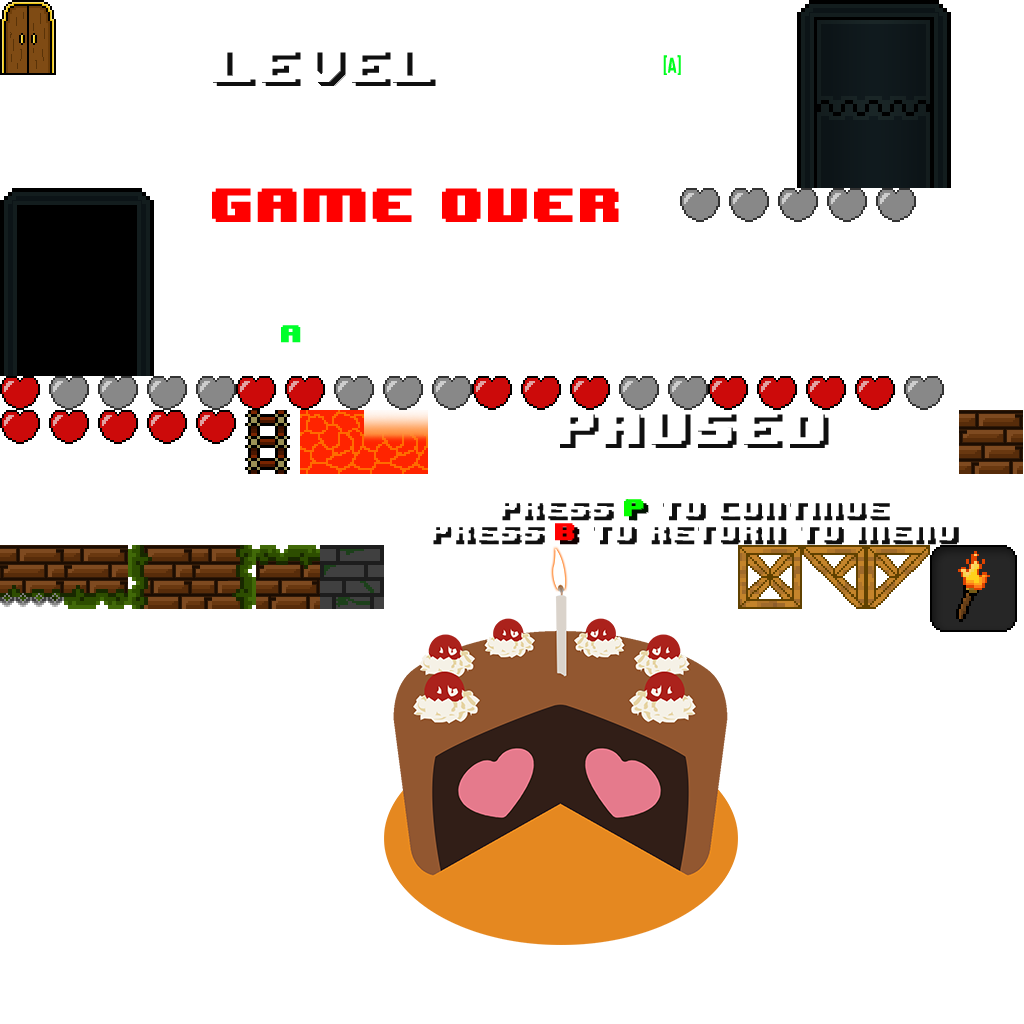 LEVEL
[A]
GAME OVER
A
PAUSED
PRESS P TO CONTINUE
PRESS B TO RETURN TO MENU